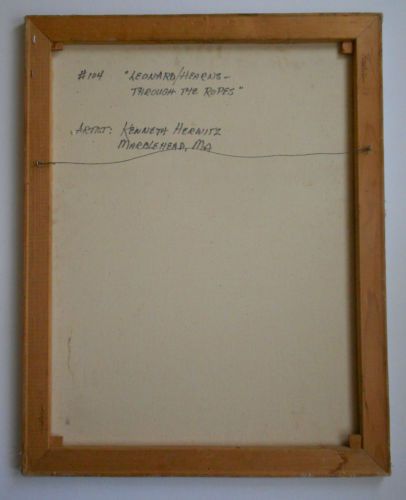 #104 "LEONARD/HEARNS-
THROUGH THE ROPES"
ARTIST: KENNETH HERWITZ
MARBLEHEAD, MA